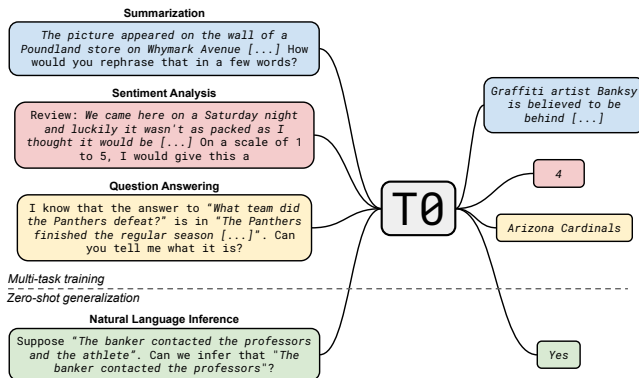 Summarization
The picture appeared on the wall of a
Poundland store on Whymark Avenue [...] How
would you rephrase that in a few words?
Sentiment Analysis
Review: We came here on a Saturday night
and luckily it wasn't as packed as I
thought it would be [...] On a scale of 1
to 5, I would give this a
Question Answering
I know that the answer to “What team did
the Panthers defeat?” is in “The Panthers
finished the regular season [...]”. Can
you tell me what it is?
Multi-task training
Zero-shot generalization
Natural Language Inference
Suppose “The banker contacted the professors
and the athlete”. Can we infer that "The
banker contacted the professors"?
T0
Graffiti artist Banksy
is believed to be
behind [...]
4
Arizona Cardinals
Yes